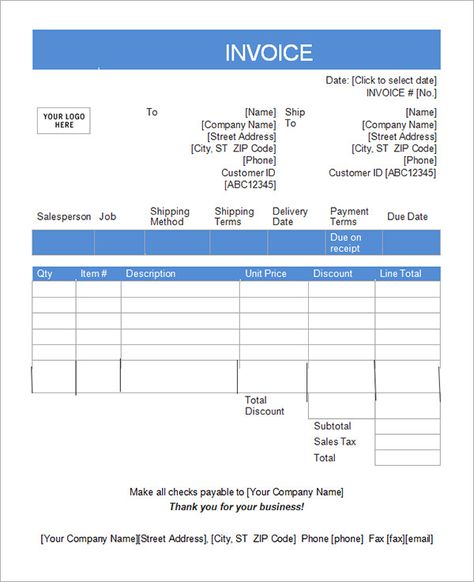 INVOICE
Date: [Click to select date]
INVOICE # [No.]
YOUR LOGO
HERE
To
[Name]
[Company Name]
[Street Address]
[City, ST ZIP Code]
[Phone]
Customer ID
[ABC12345]
Ship
To
[Name]
[Company Name]
[Street Address]
[City, ST ZIP Code]
[Phone]
Customer ID [ABC12345]
Salesperson Job Shipping Method Shipping Terms Delivery Date Payment Terms Due Date
Due on
receipt
Qty Item # Description Unit Price Discount Line Total
Total
Discount
Subtotal
Sales Tax
Total
Make all checks payable to [Your Company Name]
Thank you for your business!
[Your Company Name][Street Address], [City, ST ZIP Code] Phone [phone] Fax [fax][email]